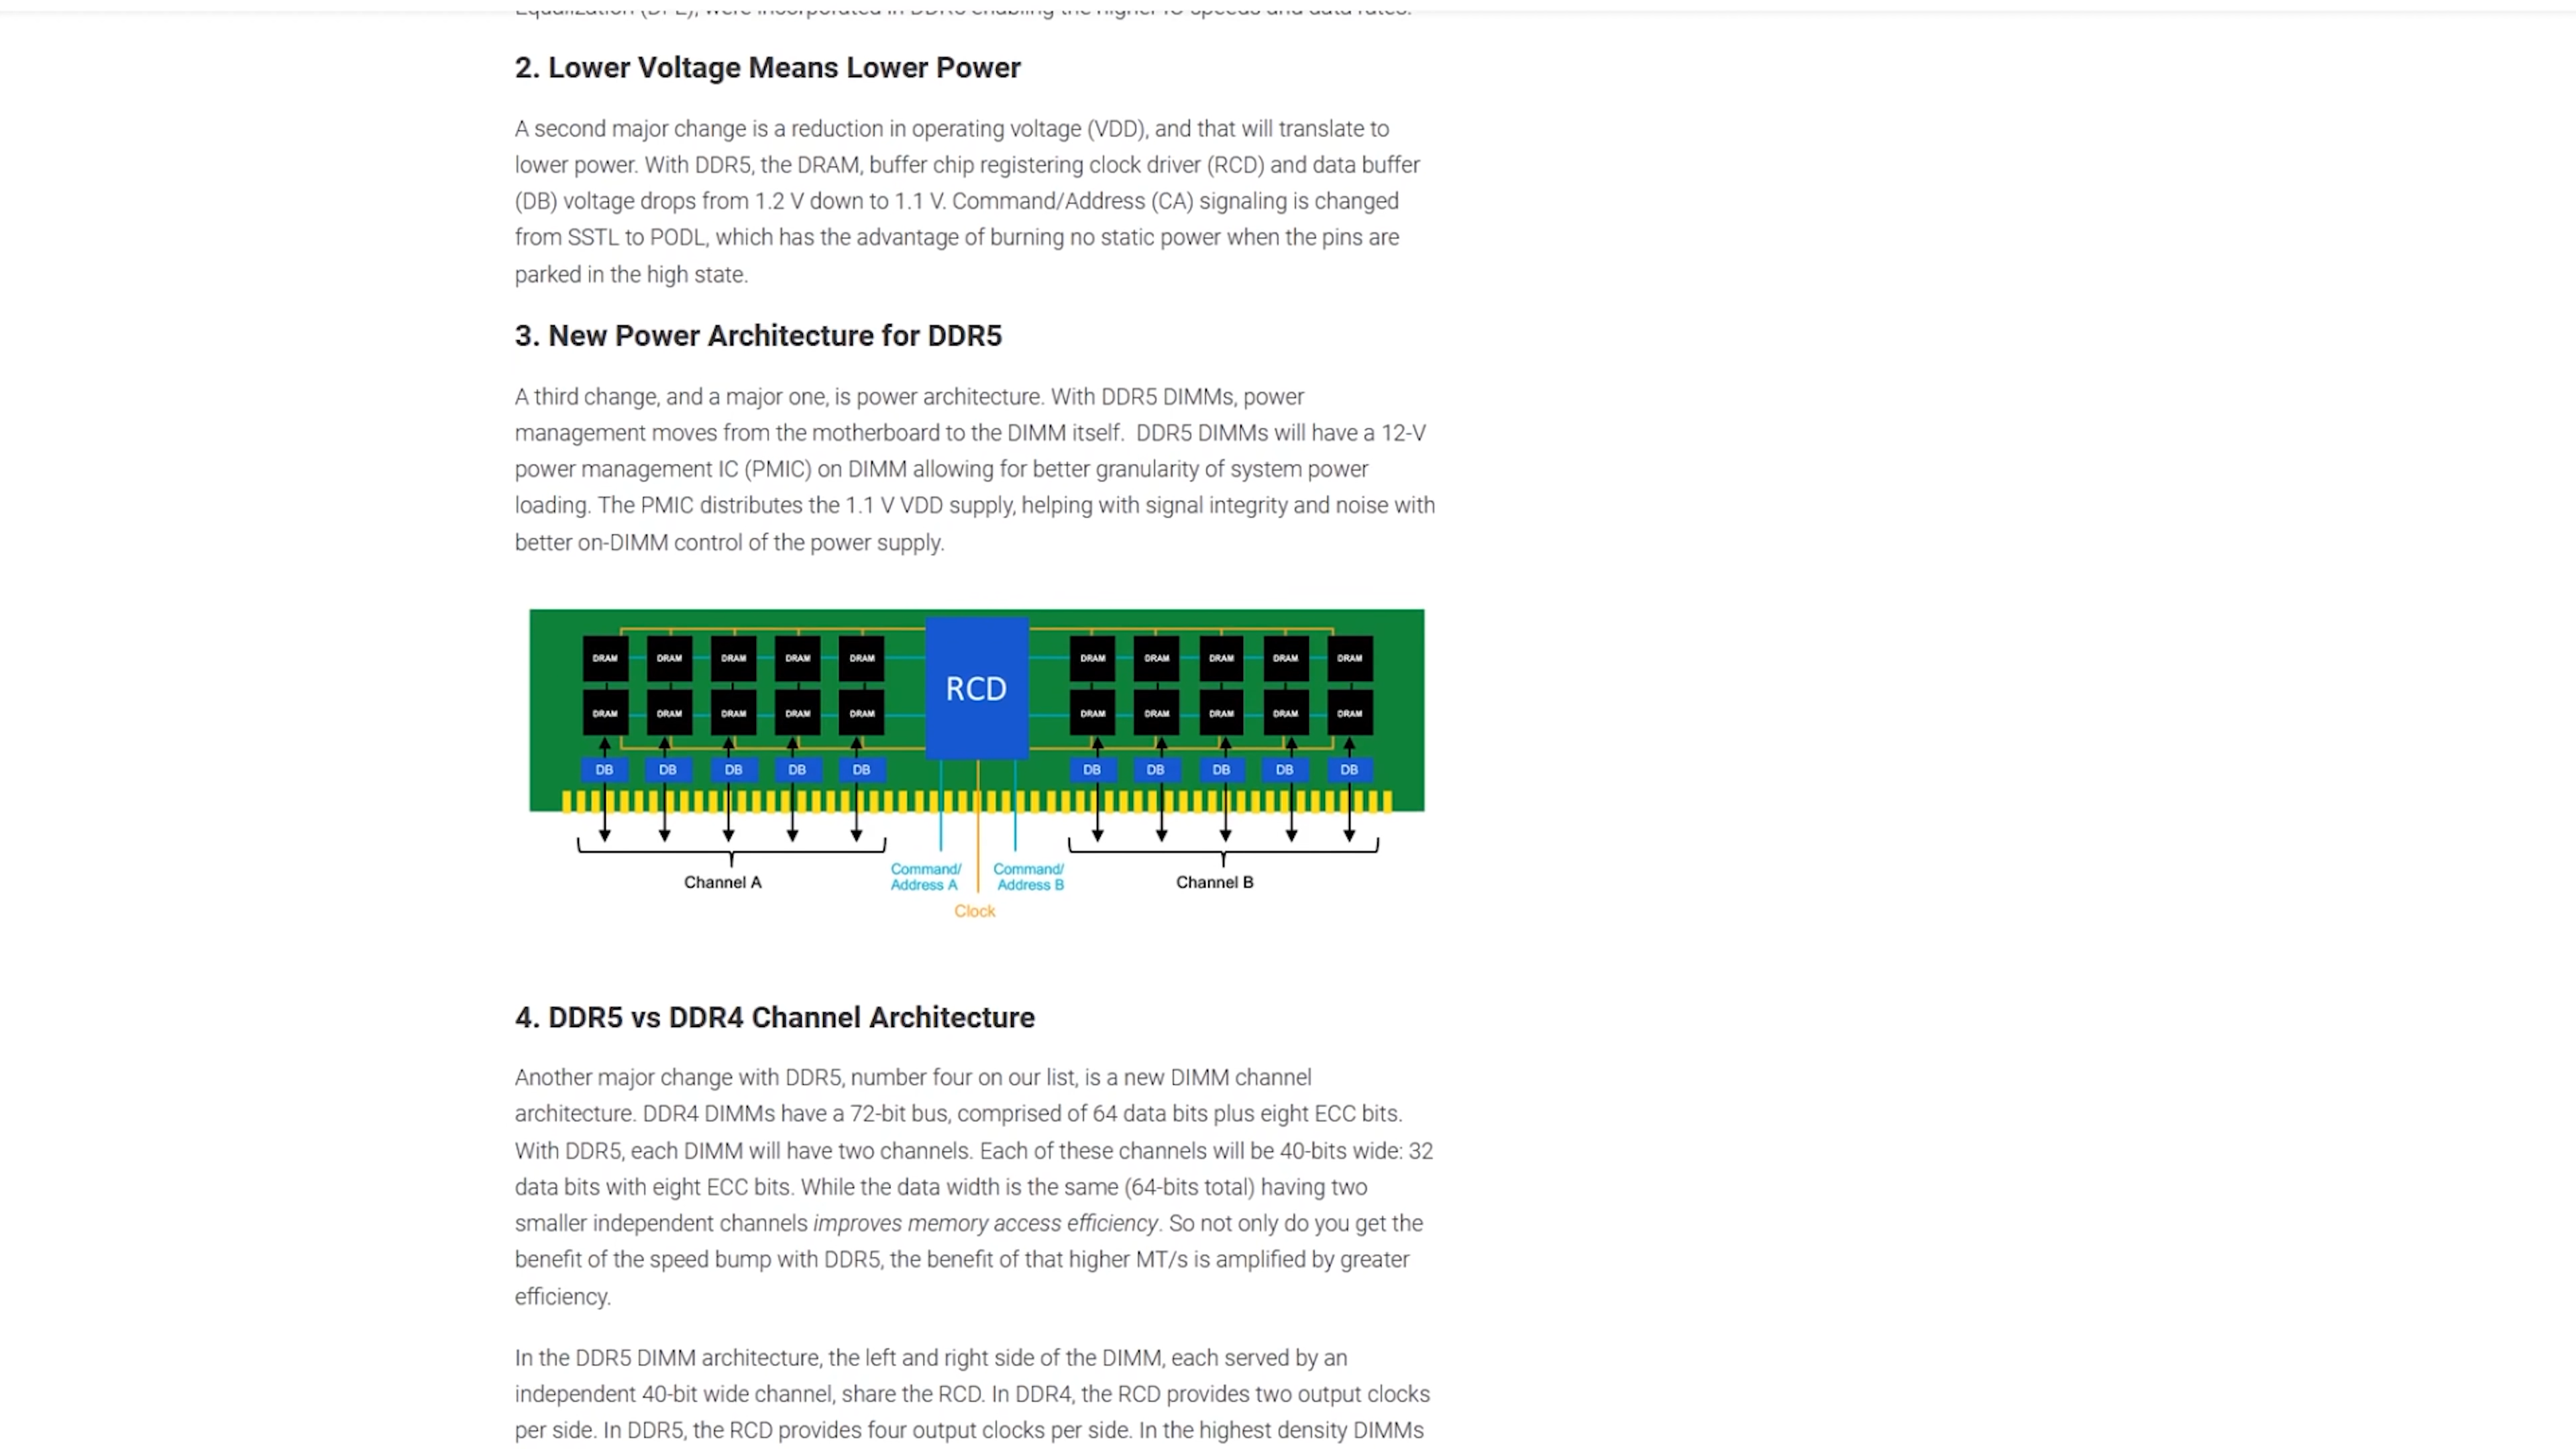 2. Lower Voltage Means Lower Power
A second major change is a reduction in operating voltage (VDD), and that will translate to
lower power. With DDR5, the DRAM, buffer chip registering clock driver (RCD) and data buffer
(DB) voltage drops from 1.2 V down to 1.1 V. Command/Address (CA) signaling is changed
from SSTL to PODL, which has the advantage of burning no static power when the pins are
parked in the high state.
3. New Power Architecture for DDR5
A third change, and a major one, is power architecture. With DDR5 DIMMs, power
management moves from the motherboard to the DIMM itself.  DDR5 DIMMs will have a 12-V
power management IC (PMIC) on DIMM allowing for better granularity of system power
loading. The PMIC distributes the 1.1 V VDD supply, helping with signal integrity and noise with
better on-DIMM control of the power supply.
DRAM DRAM DRAM DRAM DRAM DRAM DRAM DRAM DRAM DRAM
RCD
DRAM DRAM DRAM DRAM DRAM DRAM DRAM DRAM DRAM DRAM
DB DB DB DB DB DB DB DB DB DB
Channel A
Command/
Address A
Command/
Address B
Channel B
Clock
4. DDR5 vs DDR4 Channel Architecture
Another major change with DDR5, number four on our list, is a new DIMM channel
architecture. DDR4 DIMMs have a 72-bit bus, comprised of 64 data bits plus eight ECC bits.
With DDR5, each DIMM will have two channels. Each of these channels will be 40-bits wide: 32
data bits with eight ECC bits. While the data width is the same (64-bits total) having two
smaller independent channels improves memory access efficiency. So not only do you get the
benefit of the speed bump with DDR5, the benefit of that higher MT/s is amplified by greater
efficiency.
In the DDR5 DIMM architecture, the left and right side of the DIMM, each served by an
independent 40-bit wide channel, share the RCD. In DDR4, the RCD provides two output clocks
per side. In DDR5, the RCD provides four output clocks per side. In the highest density DIMMs